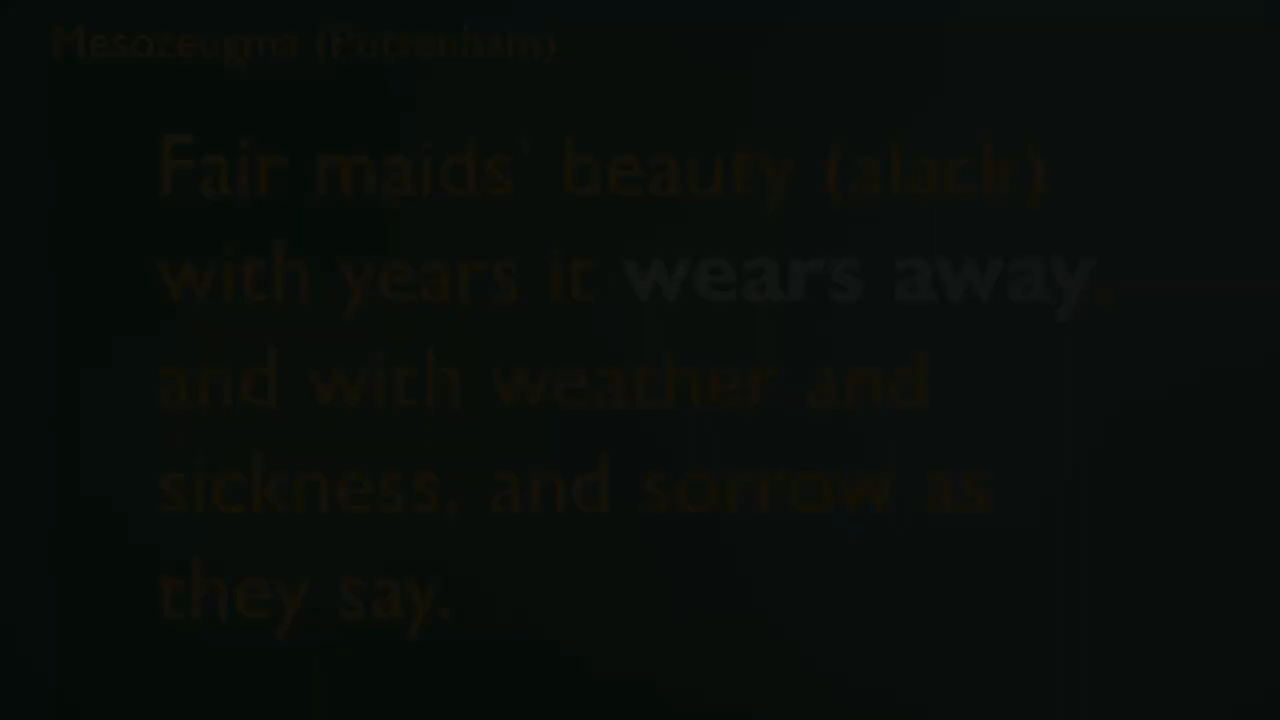 Mesozeugma (Puttenham)
Fair maids' beauty (alack)
with years it wears away,
and with weather and
sickness, and sorrow as
they say.